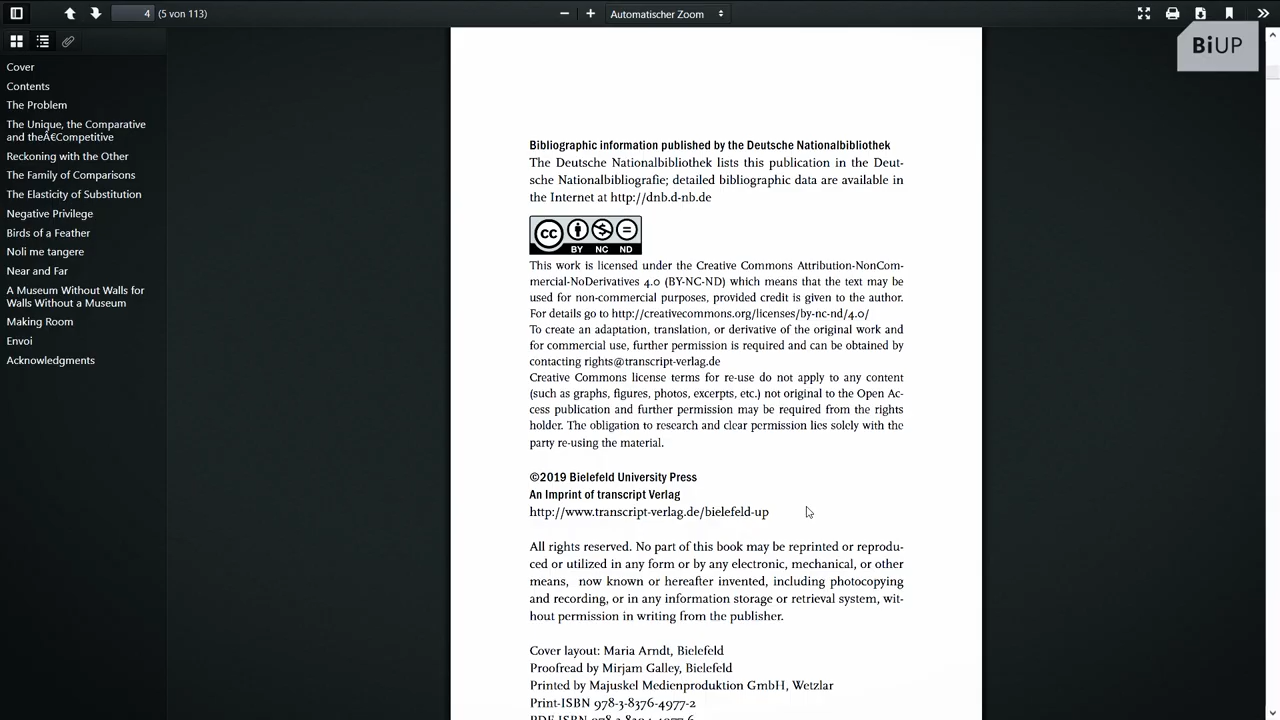 4 (5 von 113)
Automatischer Zoom
BiUP
Cover
Contents
The Problem
The Unique, the Comparative
and theÂ€Competitive
Reckoning with the Other
The Family of Comparisons
The Elasticity of Substitution
Negative Privilege
Birds of a Feather
Noli me tangere
Near and Far
A Museum Without Walls for
Walls Without a Museum
Making Room
Envoi
Acknowledgments
Bibliographic information published by the Deutsche Nationalbibliothek
The Deutsche Nationalbibliothek lists this publication in the Deut-
sche Nationalbibliografie; detailed bibliographic data are available in
the Internet at http://dnb.d-nb.de
cc
BY NC ND
This work is licensed under the Creative Commons Attribution-NonCom-
mercial-NoDerivatives 4.0 (BY-NC-ND) which means that the text may be
used for non-commercial purposes, provided credit is given to the author.
For details go to http://creativecommons.org/licenses/by-nc-nd/4.0/
To create an adaptation, translation, or derivative of the original work and
for commercial use, further permission is required and can be obtained by
contacting rights@transcript-verlag.de
Creative Commons license terms for re-use do not apply to any content
(such as graphs, figures, photos, excerpts, etc.) not original to the Open Ac-
cess publication and further permission may be required from the rights
holder. The obligation to research and clear permission lies solely with the
party re-using the material.
©2019 Bielefeld University Press
An Imprint of transcript Verlag
http://www.transcript-verlag.de/bielefeld-up
All rights reserved. No part of this book may be reprinted or reprodu-
ced or utilized in any form or by any electronic, mechanical, or other
means, now known or hereafter invented, including photocopying
and recording, or in any information storage or retrieval system, wit-
hout permission in writing from the publisher.
Cover layout: Maria Arndt, Bielefeld
Proofread by Mirjam Galley, Bielefeld
Printed by Majuskel Medienproduktion GmbH, Wetzlar
Print-ISBN 978-3-8376-4977-2